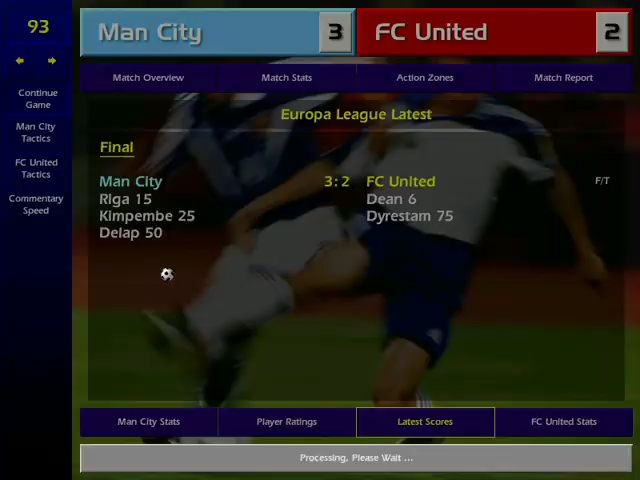 93
Man City 3 FC United 2
Match Overview Match Stats Action Zones Match Report
Continue
Game
Man City
Tactics
FC United
Tactics
Commentary
Speed
Europa League Latest
Final
Man City 3: 2 FC United F/T
Riga 15 Dean 6
Kimpembe 25 Dyrestam 75
Delap 50
Man City Stats Player Ratings Latest Scores FC United Stats
Processing, Please Wait ...